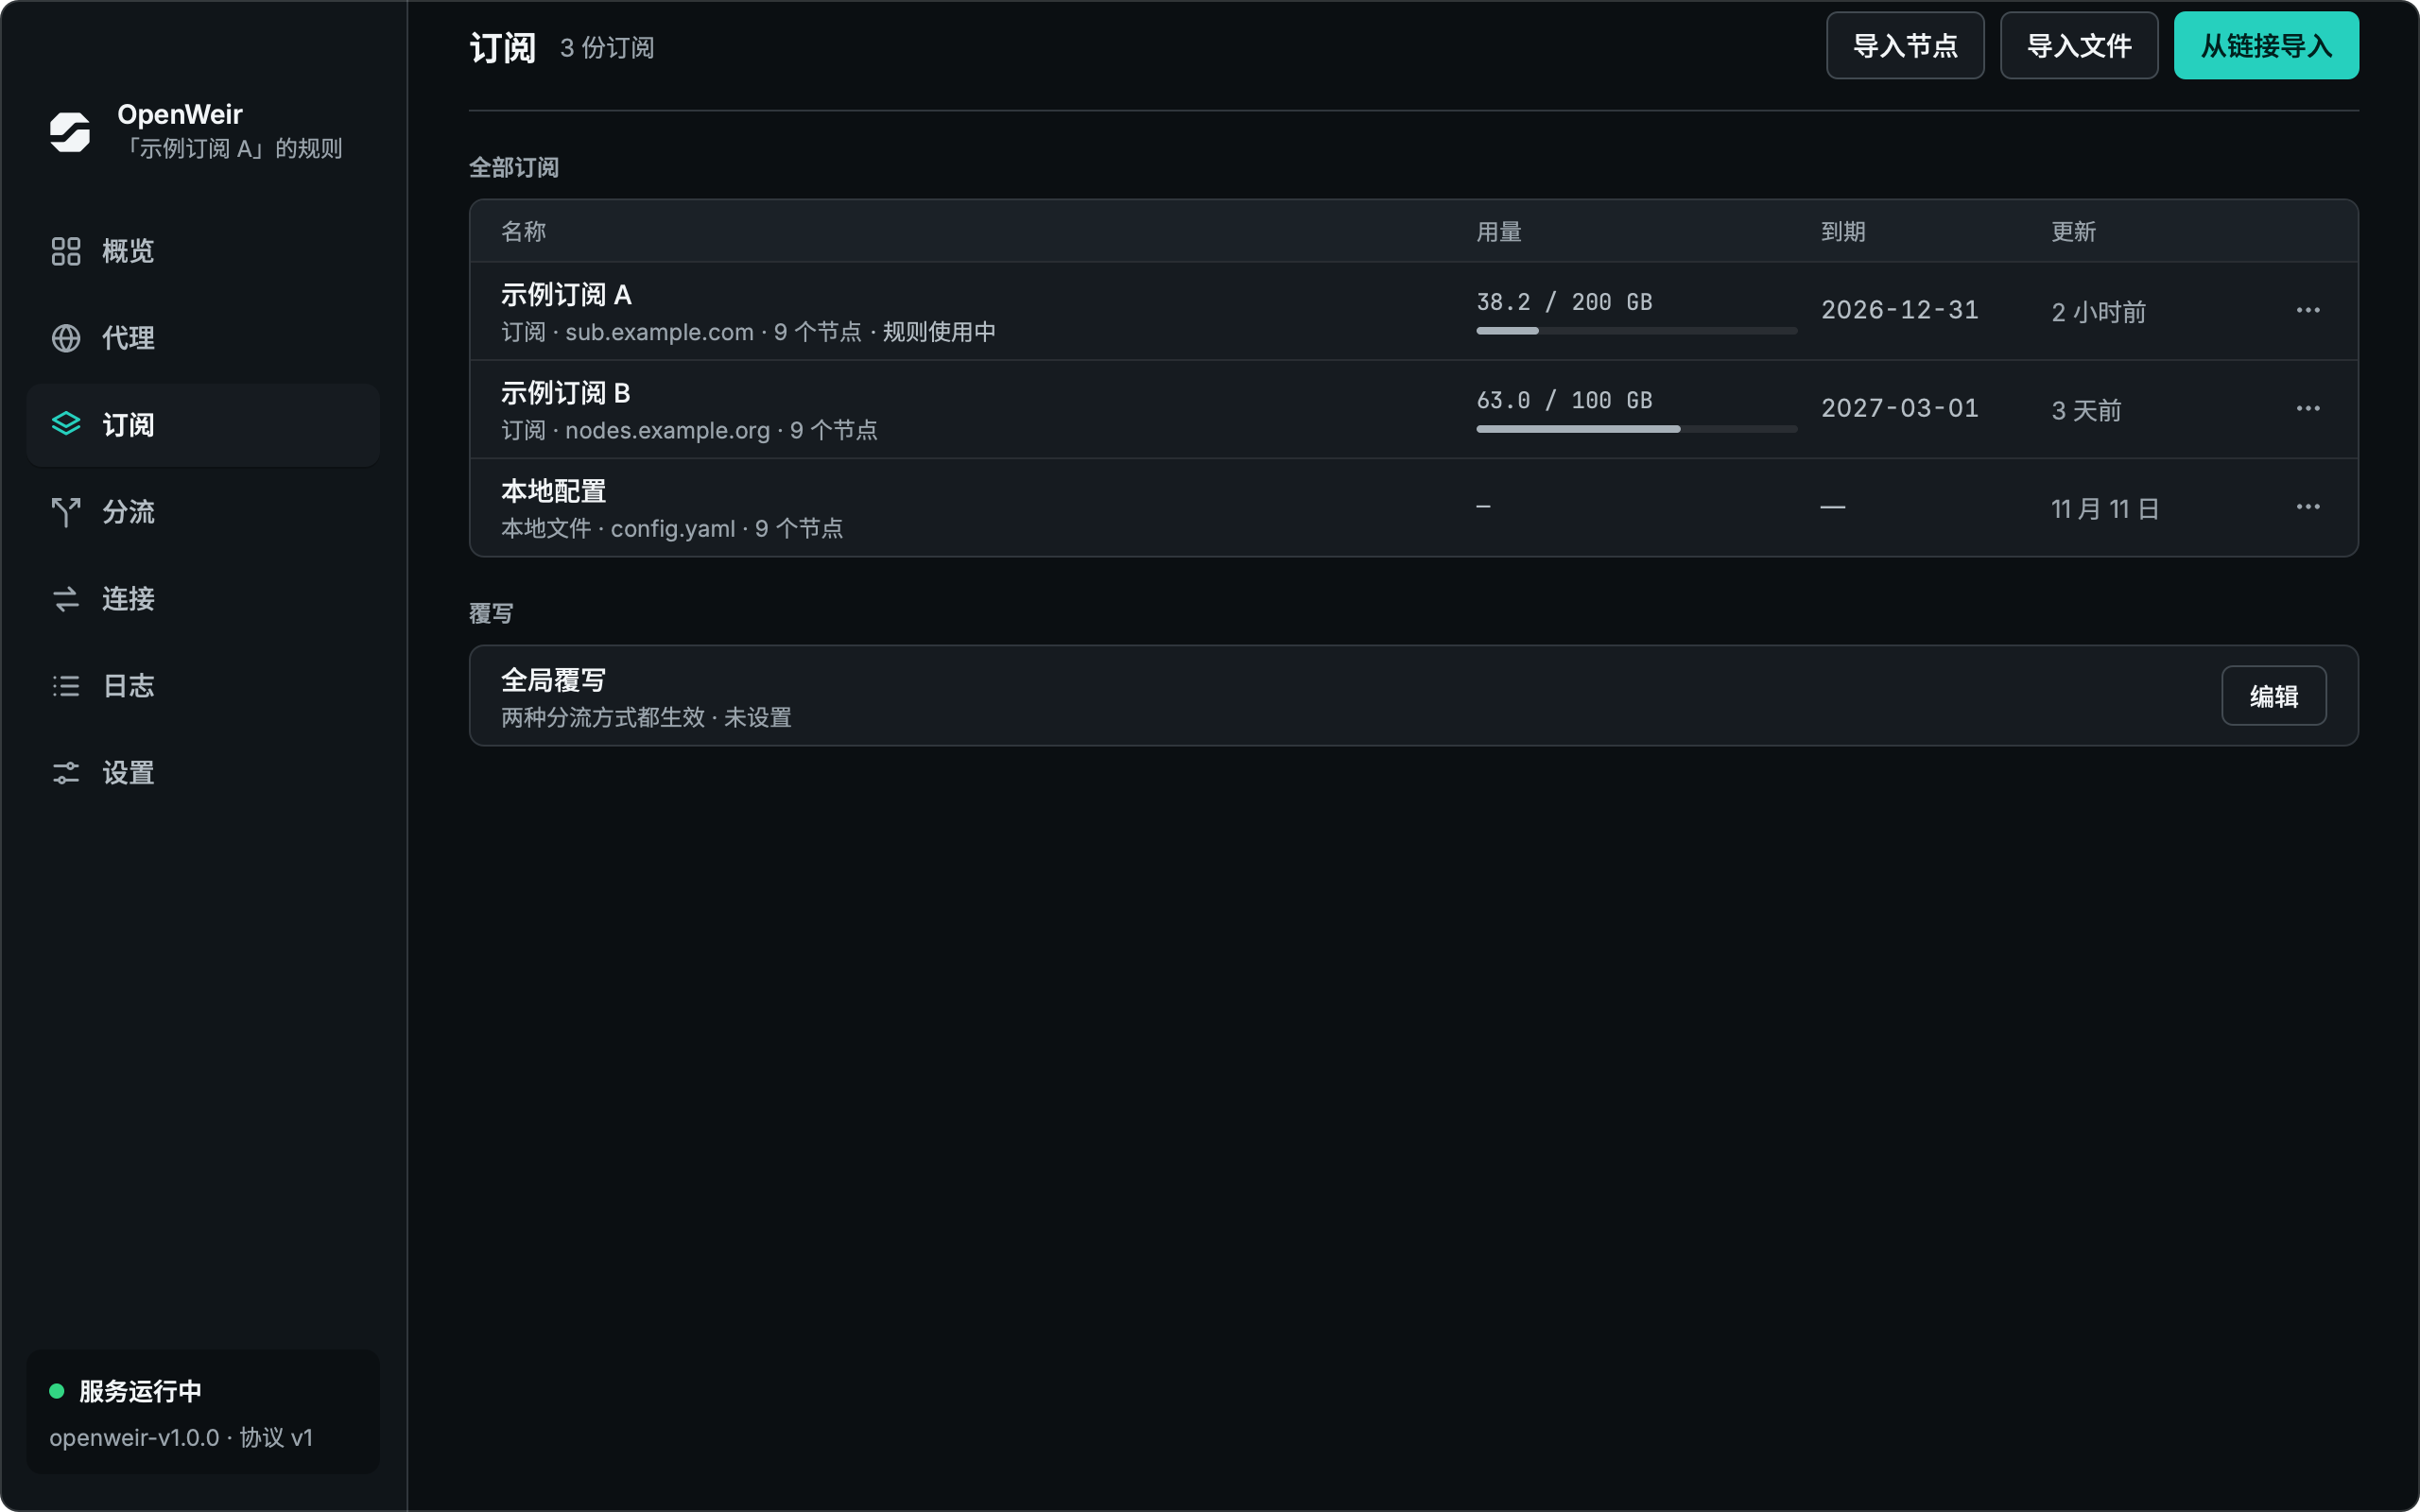 OpenWeir
「示例订阅 A」的规则
概览
代理
订阅
分流
连接
日志
设置
服务运行中
openweir-v1.0.0 · 协议 v1
订阅 3 份订阅
导入节点
导入文件
从链接导入
全部订阅
名称 用量 到期 更新
示例订阅 A
订阅 · sub.example.com · 9 个节点 · 规则使用中
38.2 / 200 GB
2026-12-31
2 小时前
示例订阅 B
订阅 · nodes.example.org · 9 个节点
63.0 / 100 GB
2027-03-01
3 天前
本地配置
本地文件 · config.yaml · 9 个节点
–
—
11 月 11 日
覆写
全局覆写
两种分流方式都生效 · 未设置
编辑